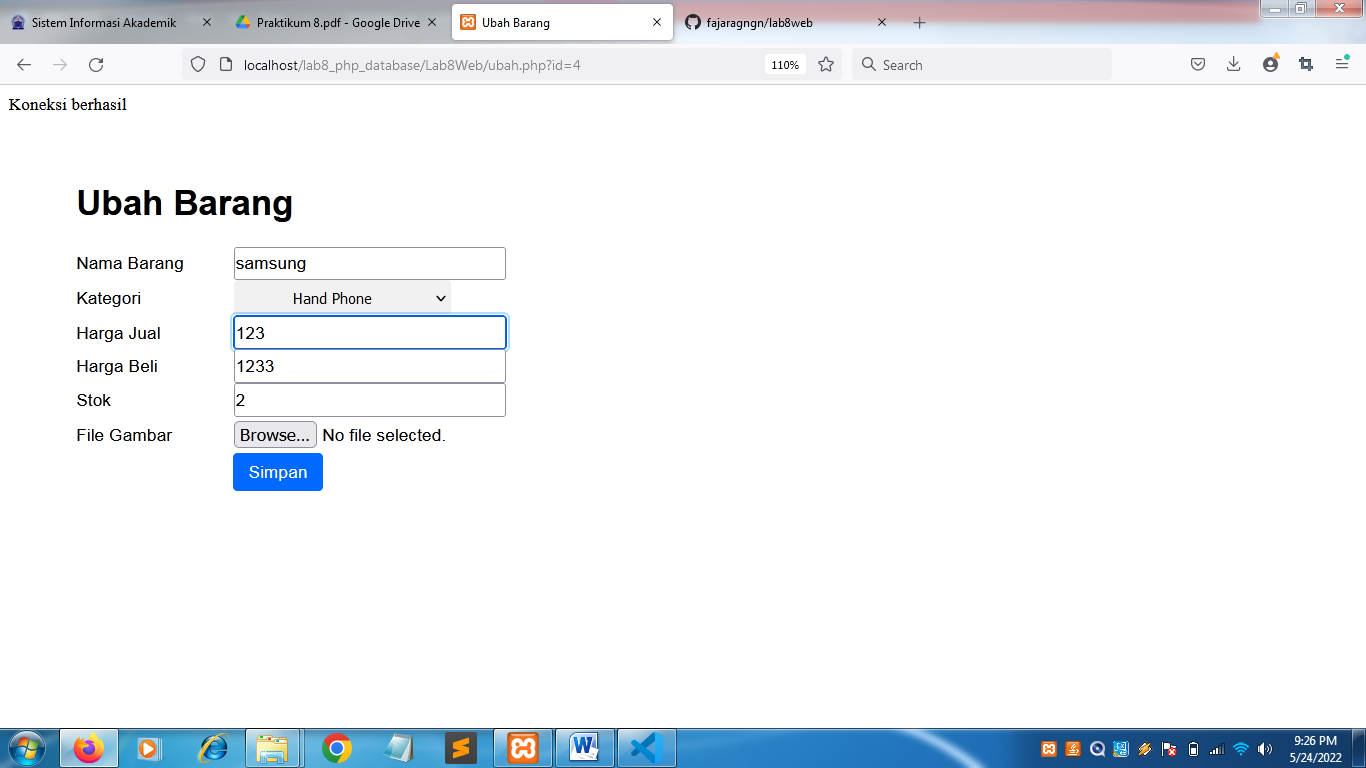 Sistem Informasi Akademik
Praktikum 8.pdf - Google Drive
Ubah Barang
fajaragngn/lab8web
localhost/lab8_php_database/Lab8Web/ubah.php?id=4
110%
Search
Koneksi berhasil
Ubah Barang
Nama Barang samsung
Kategori Hand Phone
Harga Jual 123
Harga Beli 1233
Stok 2
File Gambar Browse... No file selected.
Simpan
9:26 PM
5/24/2022